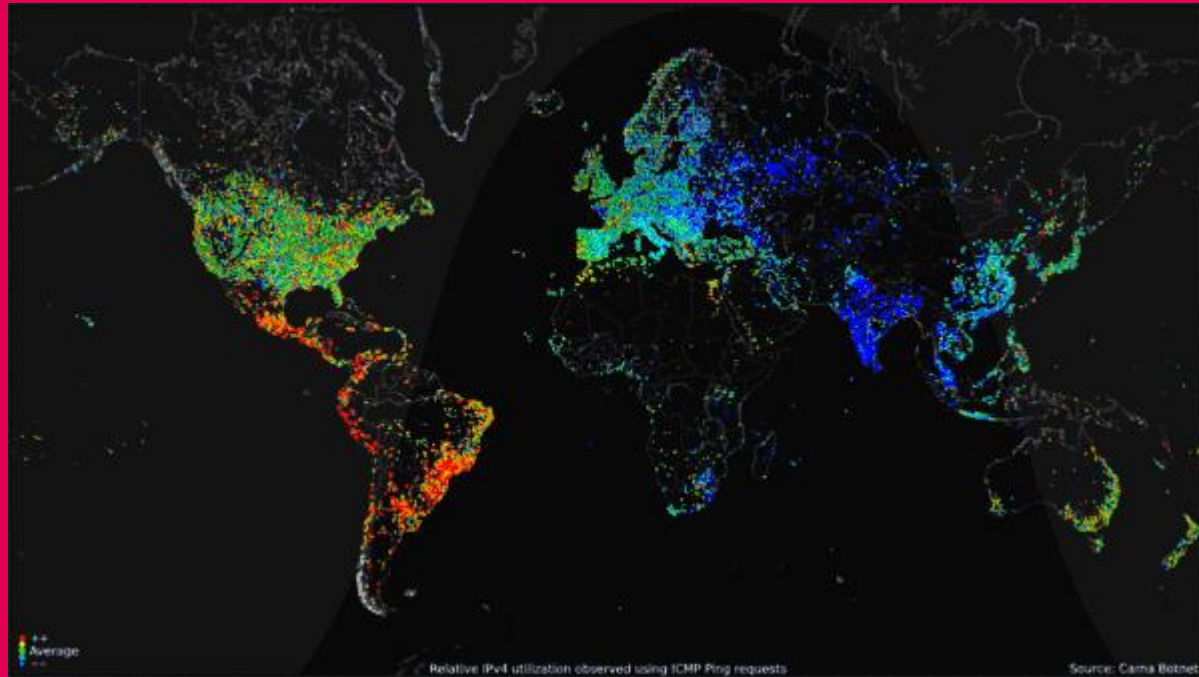 ++
Average
--
Relative IPv4 utilization observed using ICMP Ping requests
Source: Carna Botnet